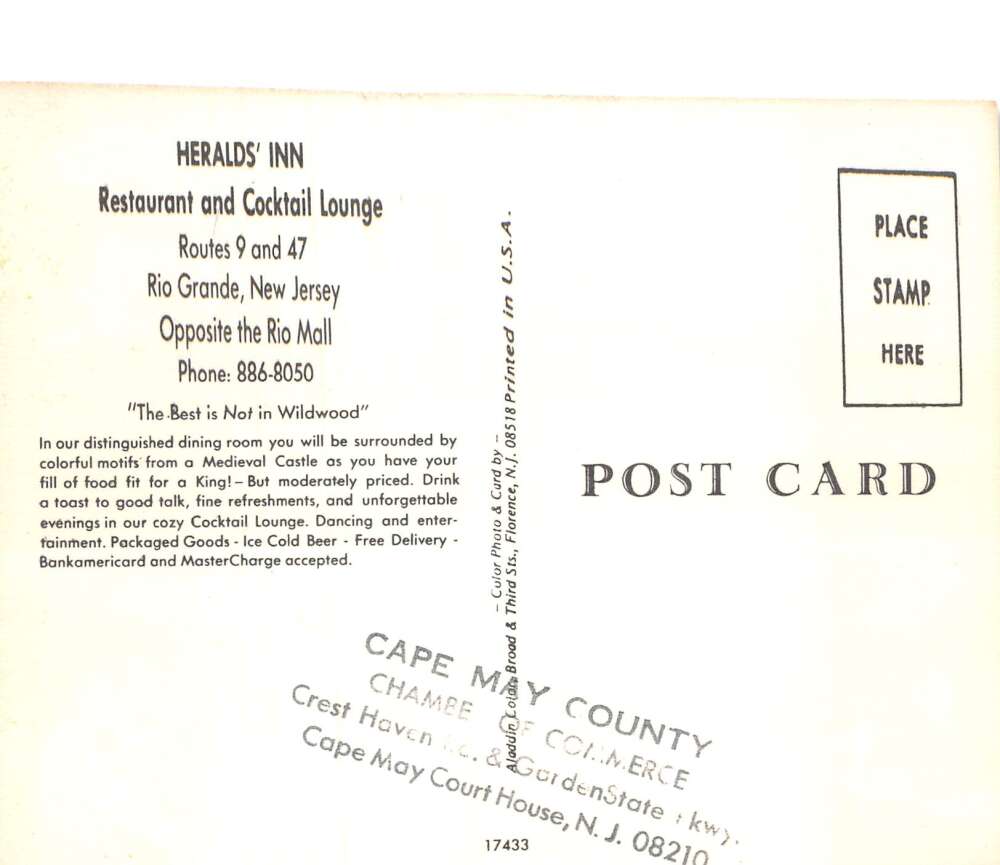 HERALDS' INN
Restaurant and Cocktail Lounge
Routes 9 and 47
Rio Grande, New Jersey
Opposite the Rio Mall
Phone: 886-8050
"The Best is Not in Wildwood"
In our distinguished dining room you will be surrounded by
colorful motifs from a Medieval Castle as you have your
fill of food fit for a King! – But moderately priced. Drink
a toast to good talk, fine refreshments, and unforgettable
evenings in our cozy Cocktail Lounge. Dancing and enter-
tainment. Packaged Goods - Ice Cold Beer - Free Delivery -
Bankamericard and MasterCharge accepted.
– Color Photo & Card by –
Aladdin Color, Broad & Third Sts., Florence, N.J. 08518 Printed in U.S.A.
PLACE
STAMP
HERE
POST CARD
CAPE MAY COUNTY
CHAMBE OF COMMERCE
Crest Haven & GardenState kwy.
Cape May Court House, N. J. 08210
17433